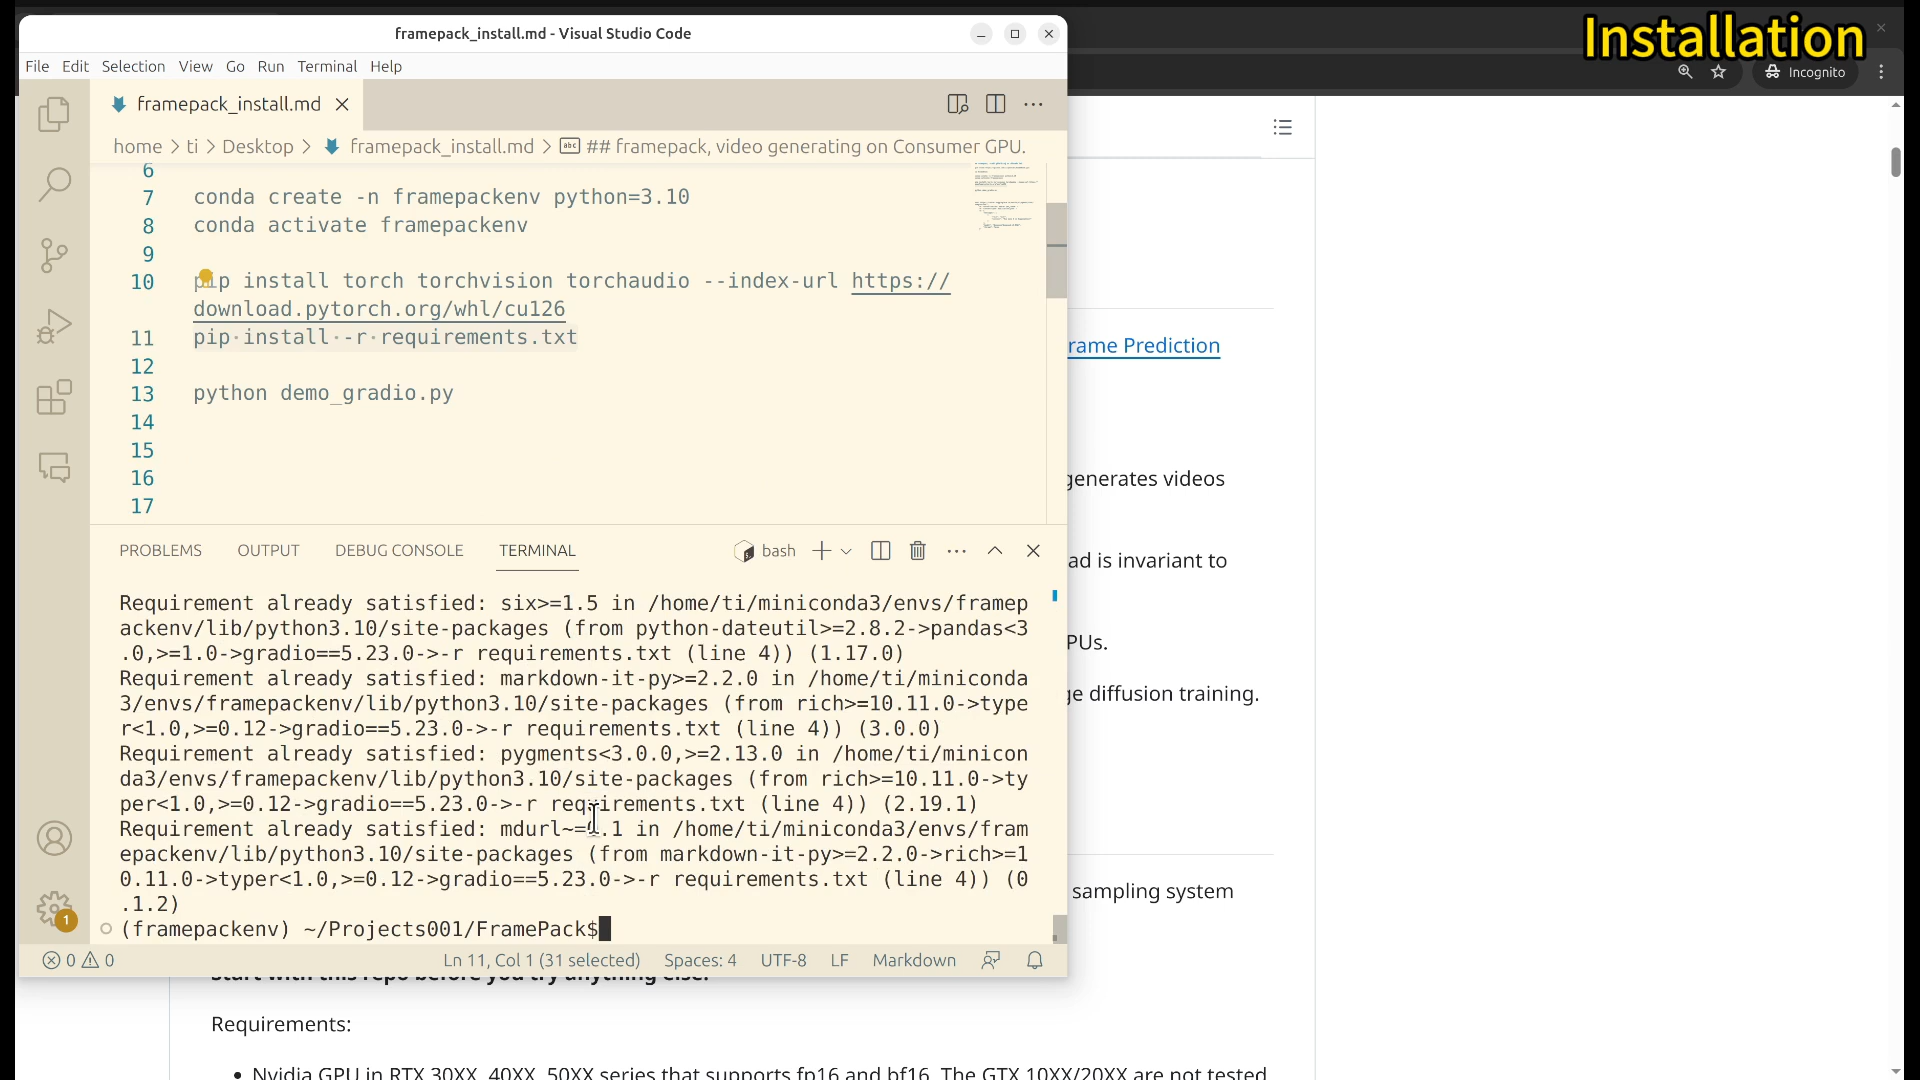 framepack_install.md - Visual Studio Code
Installation
File Edit Selection View Go Run Terminal Help
Incognito
framepack_install.md
home > ti > Desktop > framepack_install.md > ## framepack, video generating on Consumer GPU.
6
7 conda create -n framepackenv python=3.10
8 conda activate framepackenv
9
10 pip install torch torchvision torchaudio --index-url https://
download.pytorch.org/whl/cu126
11 pip·install·-r·requirements.txt
12
13 python demo_gradio.py
14
15
16
17
rame Prediction
generates videos
ad is invariant to
PUs.
ge diffusion training.
sampling system
PROBLEMS OUTPUT DEBUG CONSOLE TERMINAL bash
Requirement already satisfied: six>=1.5 in /home/ti/miniconda3/envs/framep
ackenv/lib/python3.10/site-packages (from python-dateutil>=2.8.2->pandas<3
.0,>=1.0->gradio==5.23.0->-r requirements.txt (line 4)) (1.17.0)
Requirement already satisfied: markdown-it-py>=2.2.0 in /home/ti/miniconda
3/envs/framepackenv/lib/python3.10/site-packages (from rich>=10.11.0->type
r<1.0,>=0.12->gradio==5.23.0->-r requirements.txt (line 4)) (3.0.0)
Requirement already satisfied: pygments<3.0.0,>=2.13.0 in /home/ti/minicon
da3/envs/framepackenv/lib/python3.10/site-packages (from rich>=10.11.0->ty
per<1.0,>=0.12->gradio==5.23.0->-r requirements.txt (line 4)) (2.19.1)
Requirement already satisfied: mdurl~=0.1 in /home/ti/miniconda3/envs/fram
epackenv/lib/python3.10/site-packages (from markdown-it-py>=2.2.0->rich>=1
0.11.0->typer<1.0,>=0.12->gradio==5.23.0->-r requirements.txt (line 4)) (0
.1.2)
(framepackenv) ~/Projects001/FramePack$
1
0 0 Ln 11, Col 1 (31 selected) Spaces: 4 UTF-8 LF Markdown
Start with this repo before you try anything else!
Requirements:
• Nvidia GPU in RTX 30XX, 40XX, 50XX series that supports fp16 and bf16. The GTX 10XX/20XX are not tested